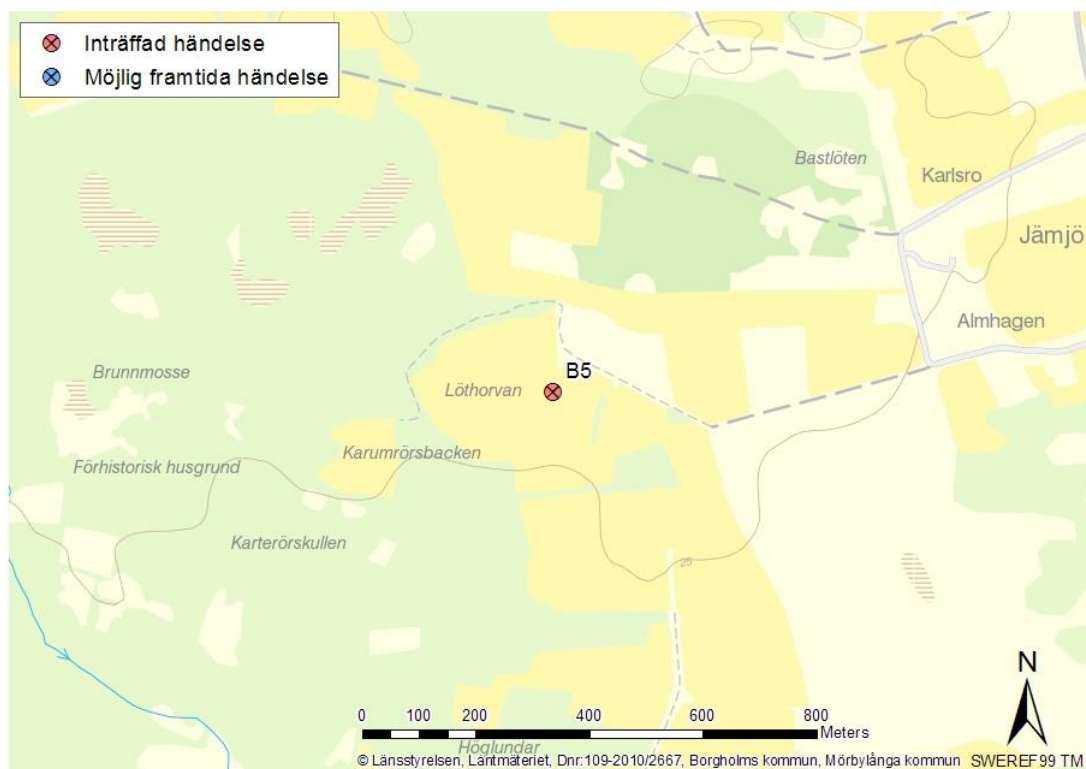 Inträffad händelse
Möjlig framtida händelse
Bastlöten
Karlsro
Jämjö
Almhagen
B5
Brunnmosse
Löthorvan
Karumrörsbacken
Förhistorisk husgrund
Karterörskullen
25
N
0 100 200 400 600 800
Meters
Höglundar
© Länsstyrelsen, Lantmäteriet, Dnr:109-2010/2667, Borgholms kommun, Mörbylånga kommun SWEREF99 TM